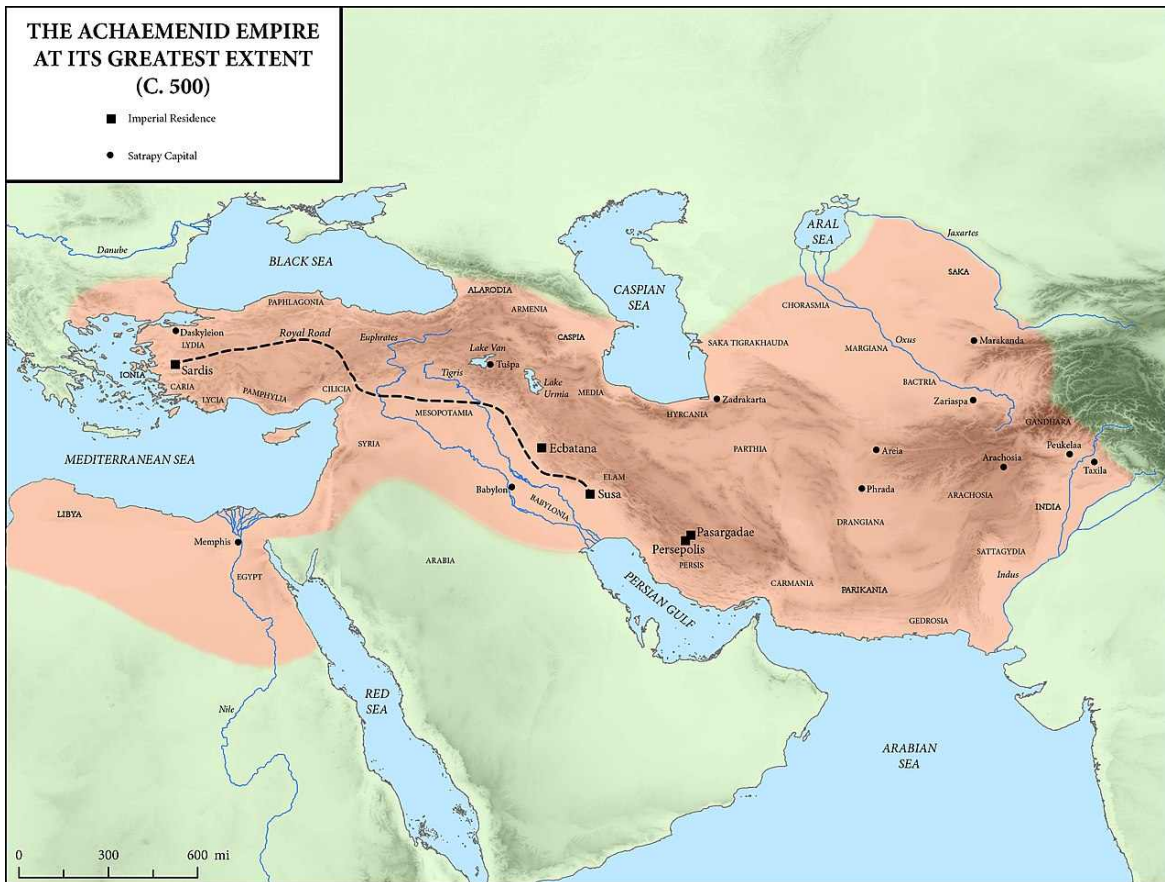 THE ACHAEMENID EMPIRE
AT ITS GREATEST EXTENT
(C. 500)
Imperial Residence
Satrapy Capital
Danube
BLACK SEA
ARAL
SEA
Jaxartes
SAKA
CASPIAN
SEA
ALARODIA
PAPHLAGONIA
ARMENIA
CHORASMIA
Daskyleion
LYDIA
Royal Road
Euphrates
CASPIA
SAKA TIGRAKHAUDA
MARGIANA
Oxus
Marakanda
Lake Van
Tušpa
Sardis
IONIA
Tigris
Lake
Urmia
CARIA
LYCIA
PAMPHYLIA
CILICIA
MEDIA
BACTRIA
Zadrakarta
Zariaspa
MESOPOTAMIA
HYRCANIA
GANDHARA
SYRIA
Ecbatana
PARTHIA
Areia
Peukelaa
Taxila
MEDITERRANEAN SEA
Arachosia
ELAM
Babylon
Susa
Phrada
ARACHOSIA
BABYLONIA
INDIA
LIBYA
DRANGIANA
Memphis
Pasargadae
Persepolis
PERSIS
SATTAGYDIA
ARABIA
EGYPT
CARMANIA
PARIKANIA
Indus
PERSIAN GULF
GEDROSIA
RED
SEA
Nile
ARABIAN
SEA
0 300 600 mi